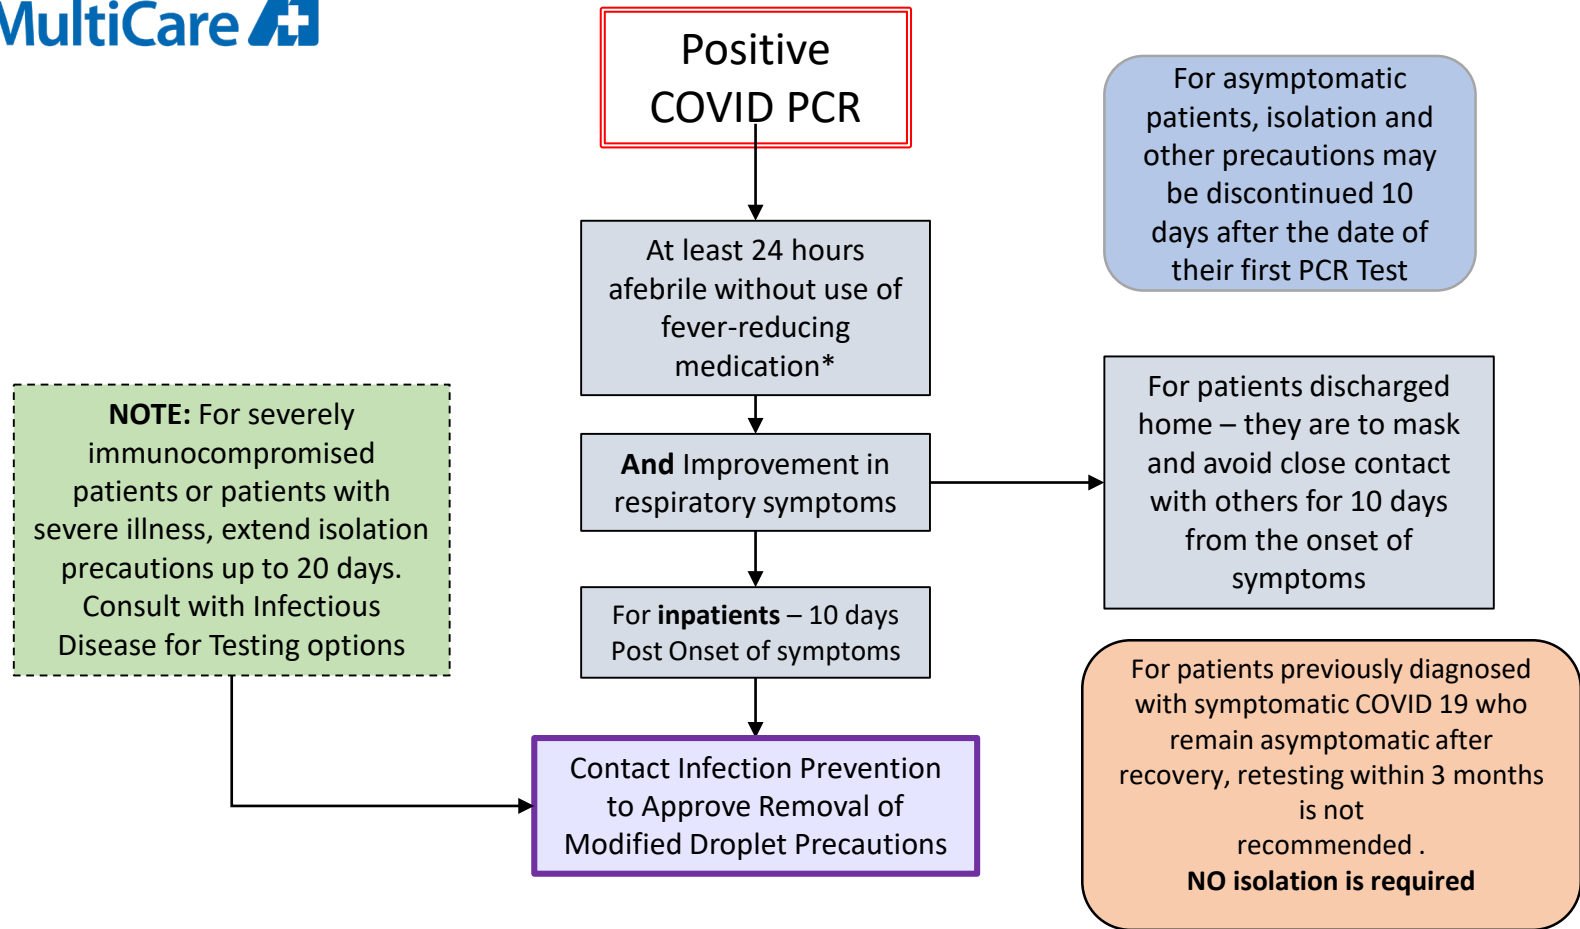 MultiCare
Positive
COVID PCR
For asymptomatic
patients, isolation and
other precautions may
be discontinued 10
days after the date of
their first PCR Test
At least 24 hours
afebrile without use of
fever-reducing
medication*
NOTE: For severely
immunocompromised
patients or patients with
severe illness, extend isolation
precautions up to 20 days.
Consult with Infectious
Disease for Testing options
And Improvement in
respiratory symptoms
For patients discharged
home – they are to mask
and avoid close contact
with others for 10 days
from the onset of
symptoms
For inpatients – 10 days
Post Onset of symptoms
Contact Infection Prevention
to Approve Removal of
Modified Droplet Precautions
For patients previously diagnosed
with symptomatic COVID 19 who
remain asymptomatic after
recovery, retesting within 3 months
is not
recommended .
NO isolation is required